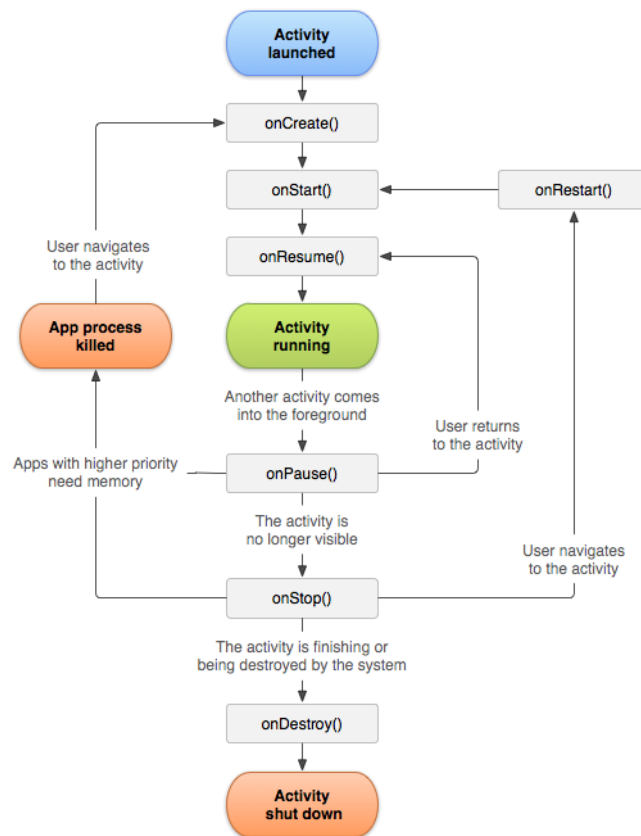 Activity
launched
onCreate()
onStart()
onRestart()
User navigates
to the activity
onResume()
App process
killed
Activity
running
Another activity comes
into the foreground
User returns
to the activity
Apps with higher priority
need memory
onPause()
The activity is
no longer visible
User navigates
to the activity
onStop()
The activity is finishing or
being destroyed by the system
onDestroy()
Activity
shut down